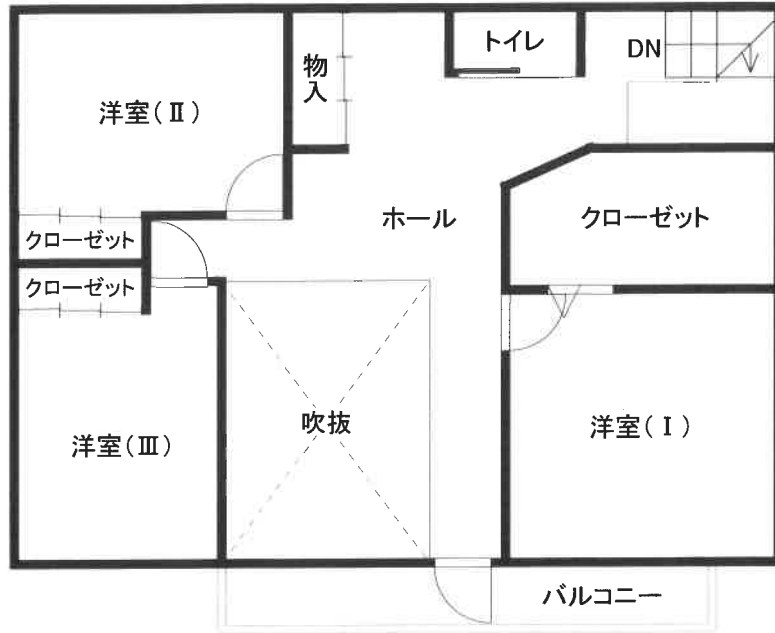 トイレ
DN
物入
洋室(Ⅱ)
ホール
クローゼット
クローゼット
クローゼット
吹抜
洋室(Ⅰ)
洋室(Ⅲ)
バルコニー